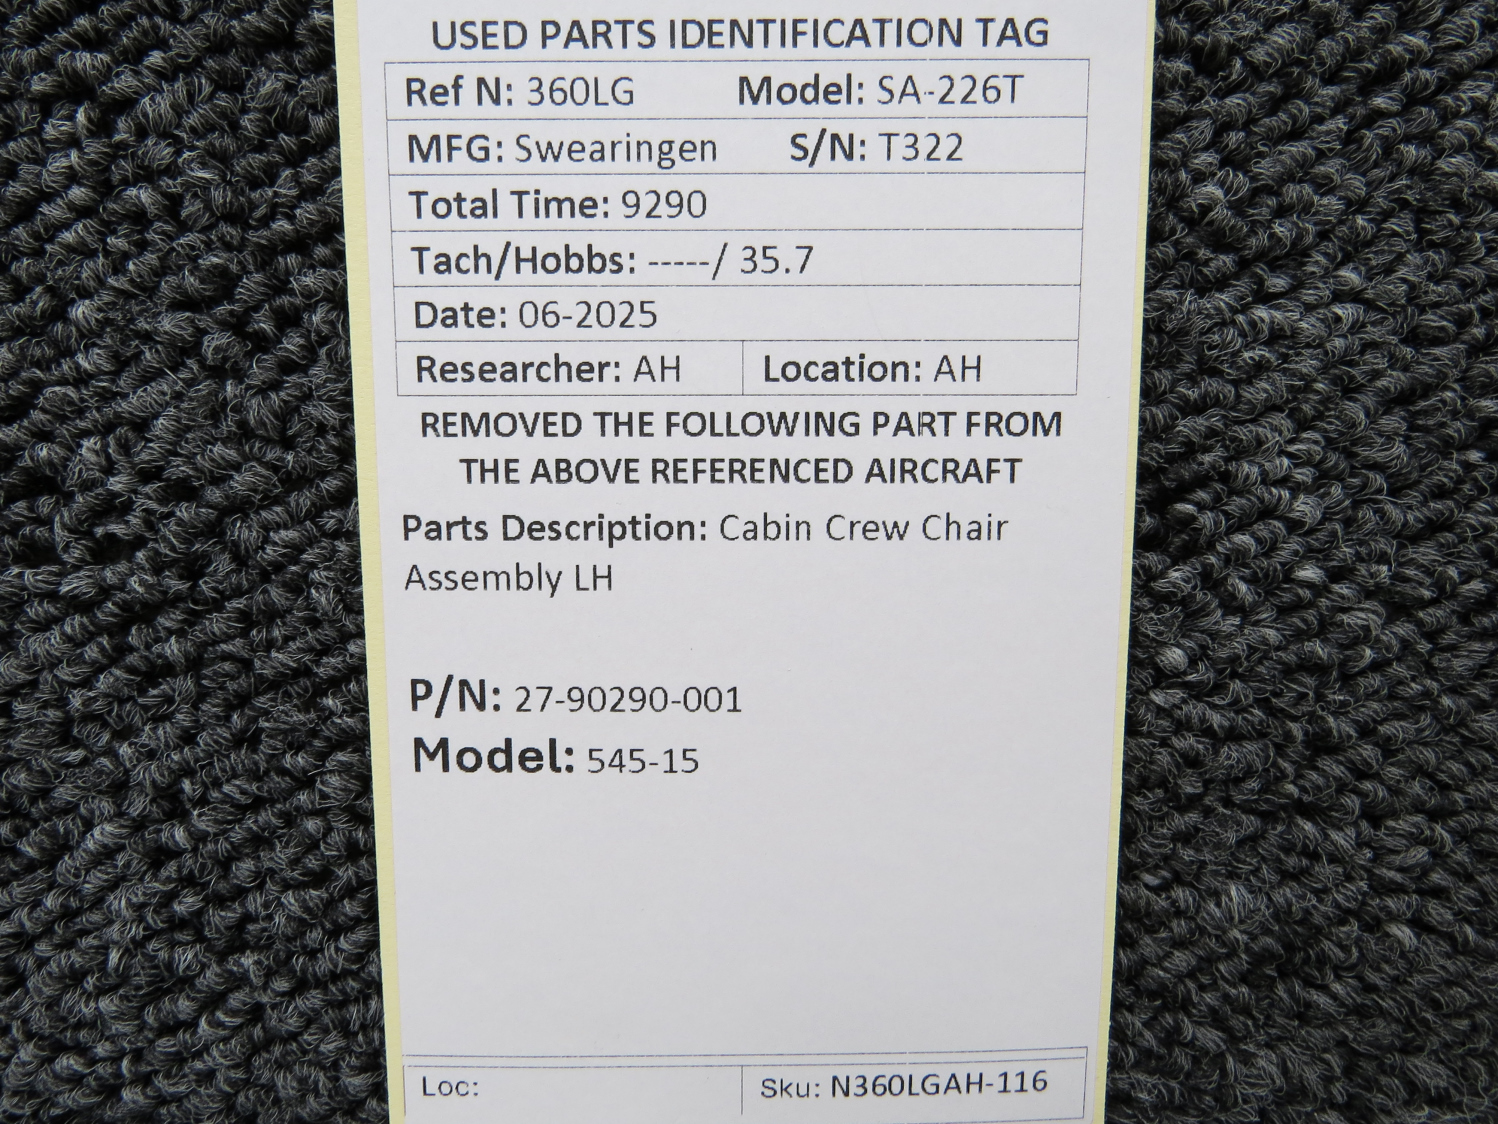 USED PARTS IDENTIFICATION TAG
Ref N: 360LG Model: SA-226T
MFG: Swearingen S/N: T322
Total Time: 9290
Tach/Hobbs: -----/ 35.7
Date: 06-2025
Researcher: AH Location: AH
REMOVED THE FOLLOWING PART FROM
THE ABOVE REFERENCED AIRCRAFT
Parts Description: Cabin Crew Chair
Assembly LH
P/N: 27-90290-001
Model: 545-15
Loc: Sku: N360LGAH-116